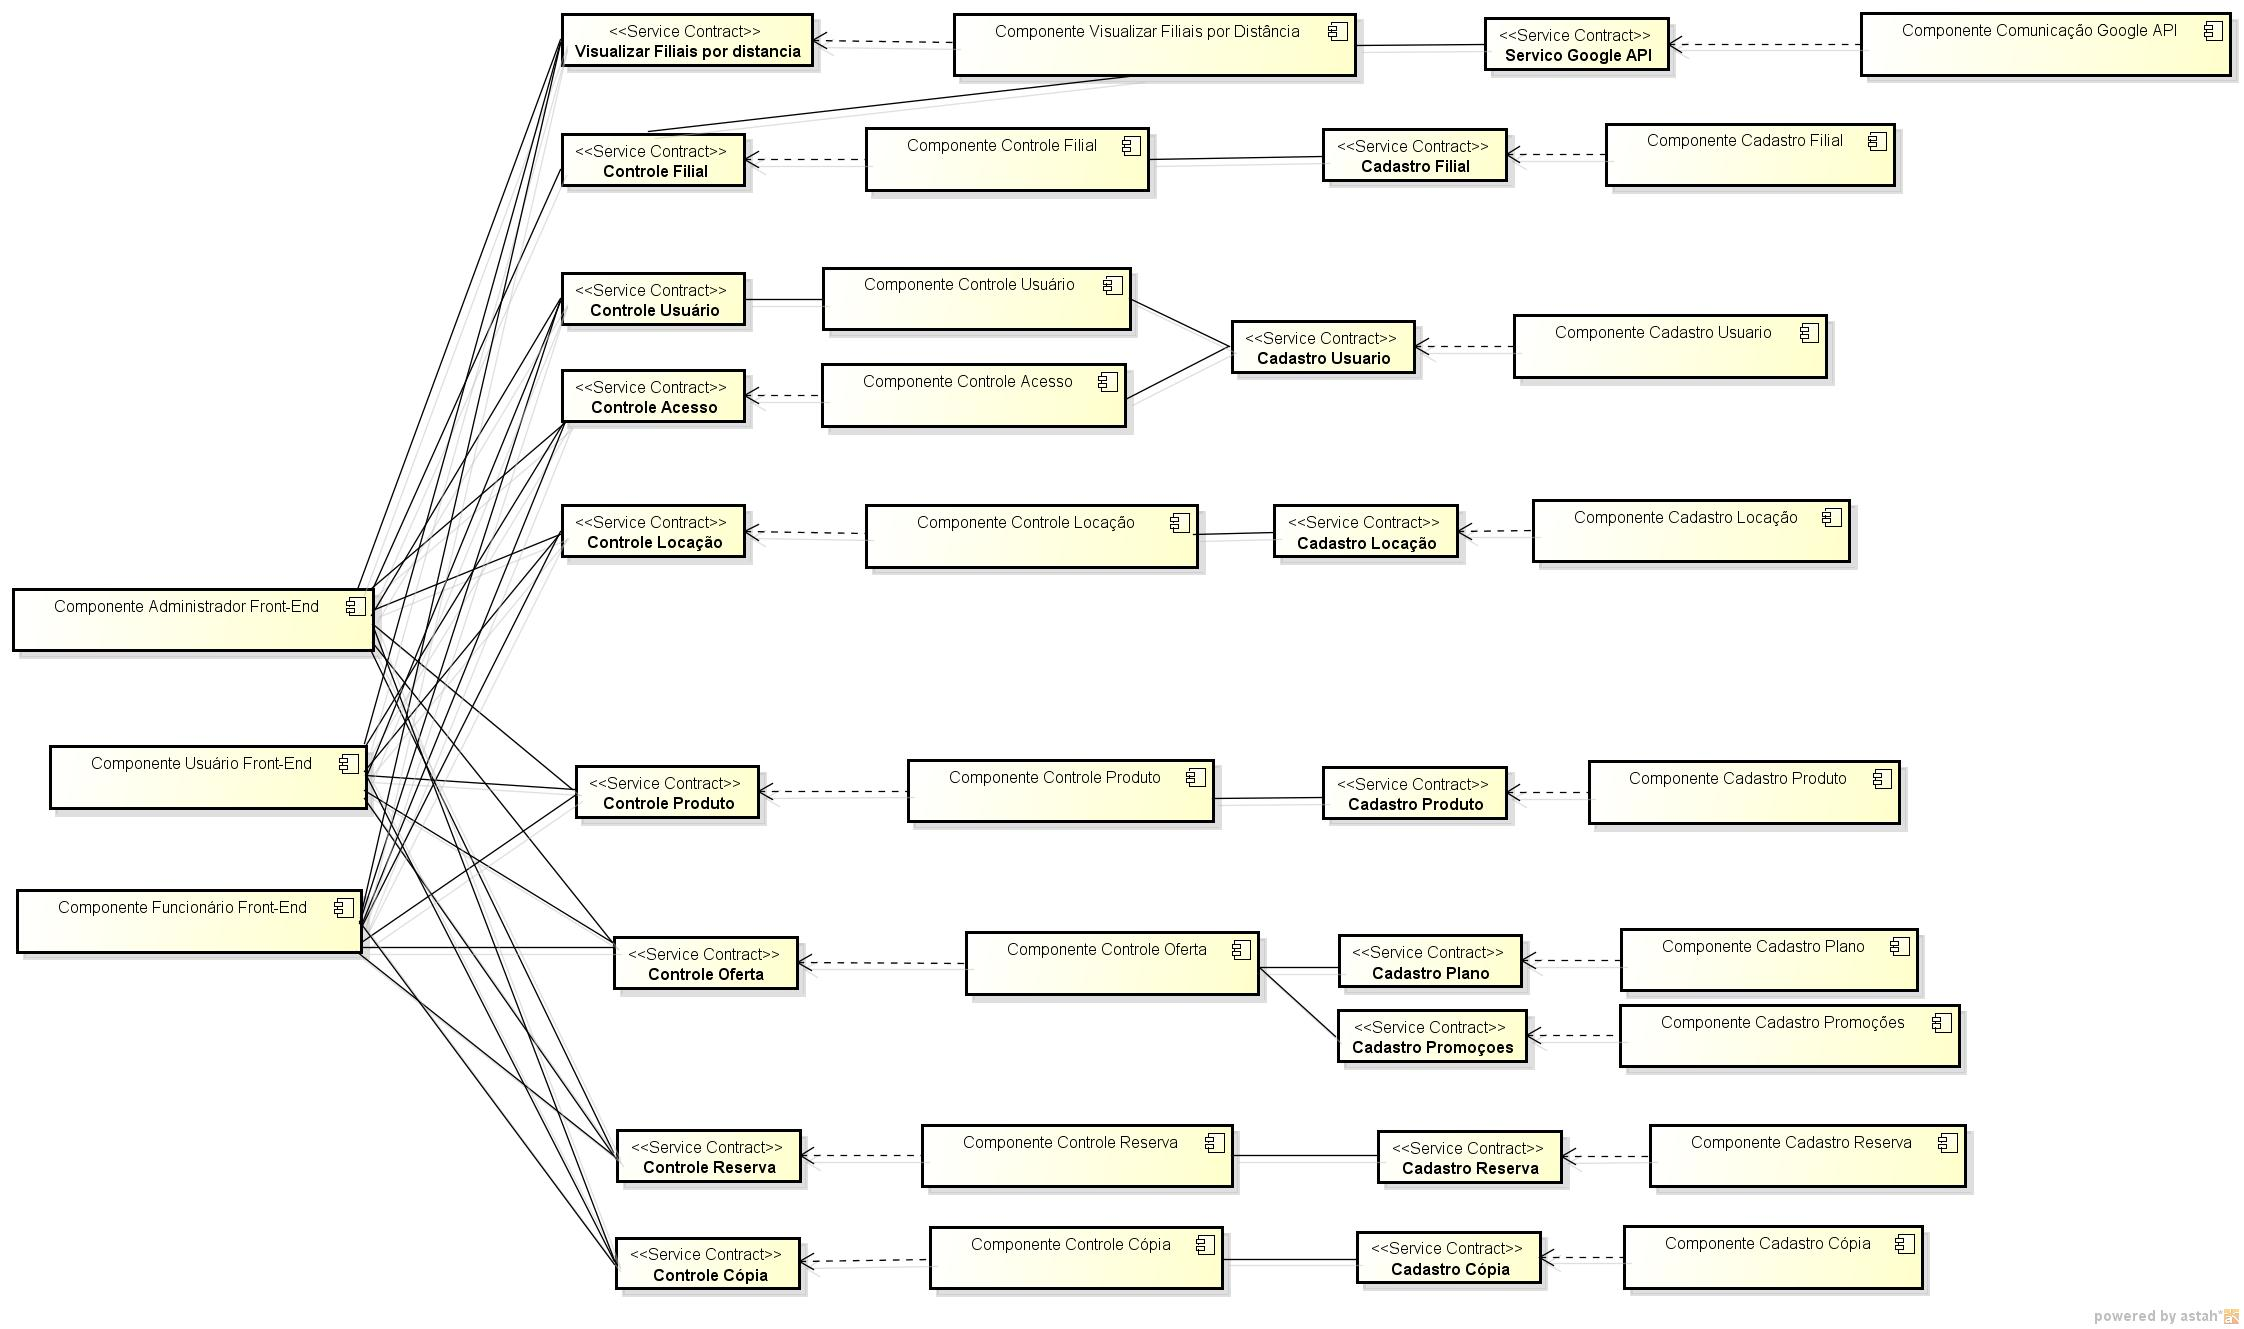 <<Service Contract>>
Visualizar Filiais por distancia
Componente Visualizar Filiais por Distância
<<Service Contract>>
Servico Google API
Componente Comunicação Google API
<<Service Contract>>
Controle Filial
Componente Controle Filial
<<Service Contract>>
Cadastro Filial
Componente Cadastro Filial
<<Service Contract>>
Controle Usuário
Componente Controle Usuário
<<Service Contract>>
Cadastro Usuario
Componente Cadastro Usuario
<<Service Contract>>
Controle Acesso
Componente Controle Acesso
<<Service Contract>>
Controle Locação
Componente Controle Locação
<<Service Contract>>
Cadastro Locação
Componente Cadastro Locação
Componente Administrador Front-End
Componente Usuário Front-End
<<Service Contract>>
Controle Produto
Componente Controle Produto
<<Service Contract>>
Cadastro Produto
Componente Cadastro Produto
Componente Funcionário Front-End
<<Service Contract>>
Controle Oferta
Componente Controle Oferta
<<Service Contract>>
Cadastro Plano
Componente Cadastro Plano
<<Service Contract>>
Cadastro Promoçoes
Componente Cadastro Promoções
<<Service Contract>>
Controle Reserva
Componente Controle Reserva
<<Service Contract>>
Cadastro Reserva
Componente Cadastro Reserva
<<Service Contract>>
Controle Cópia
Componente Controle Cópia
<<Service Contract>>
Cadastro Cópia
Componente Cadastro Cópia
powered by astah*